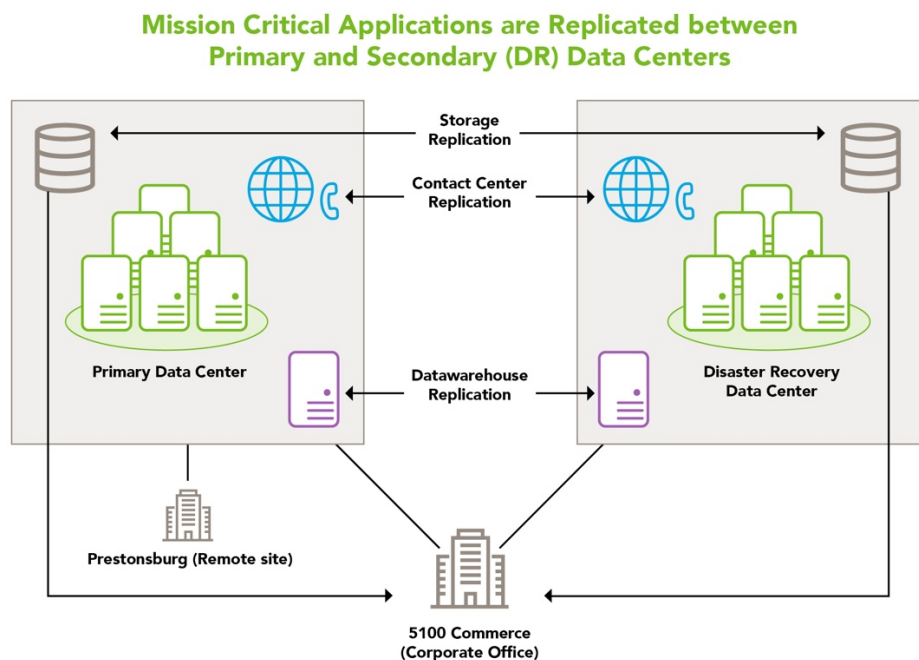 Mission Critical Applications are Replicated between
Primary and Secondary (DR) Data Centers
Storage
Replication
Contact Center
Replication
Primary Data Center
Datawarehouse
Replication
Disaster Recovery
Data Center
Prestonsburg (Remote site)
5100 Commerce
(Corporate Office)